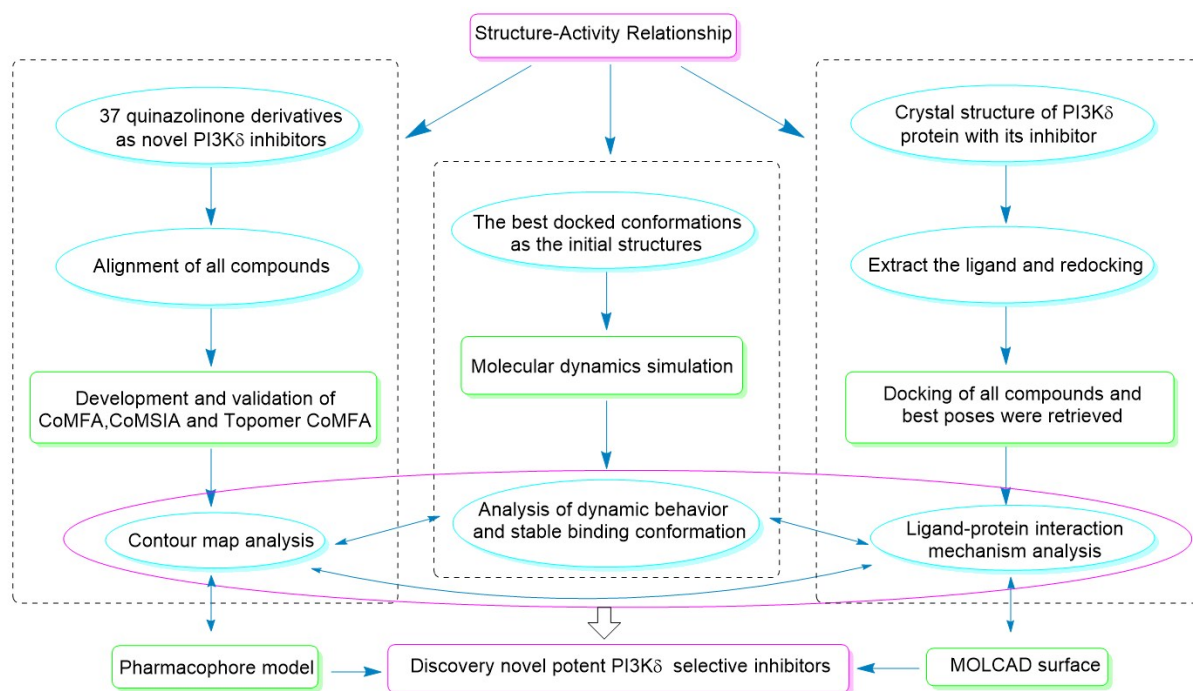 Structure-Activity Relationship
37 quinazolinone derivatives
as novel PI3Kδ inhibitors
Alignment of all compounds
Development and validation of
CoMFA,CoMSIA and Topomer CoMFA
Contour map analysis
The best docked conformations
as the initial structures
Molecular dynamics simulation
Analysis of dynamic behavior
and stable binding conformation
Crystal structure of PI3Kδ
protein with its inhibitor
Extract the ligand and redocking
Docking of all compounds and
best poses were retrieved
Ligand-protein interaction
mechanism analysis
Pharmacophore model
Discovery novel potent PI3Kδ selective inhibitors
MOLCAD surface